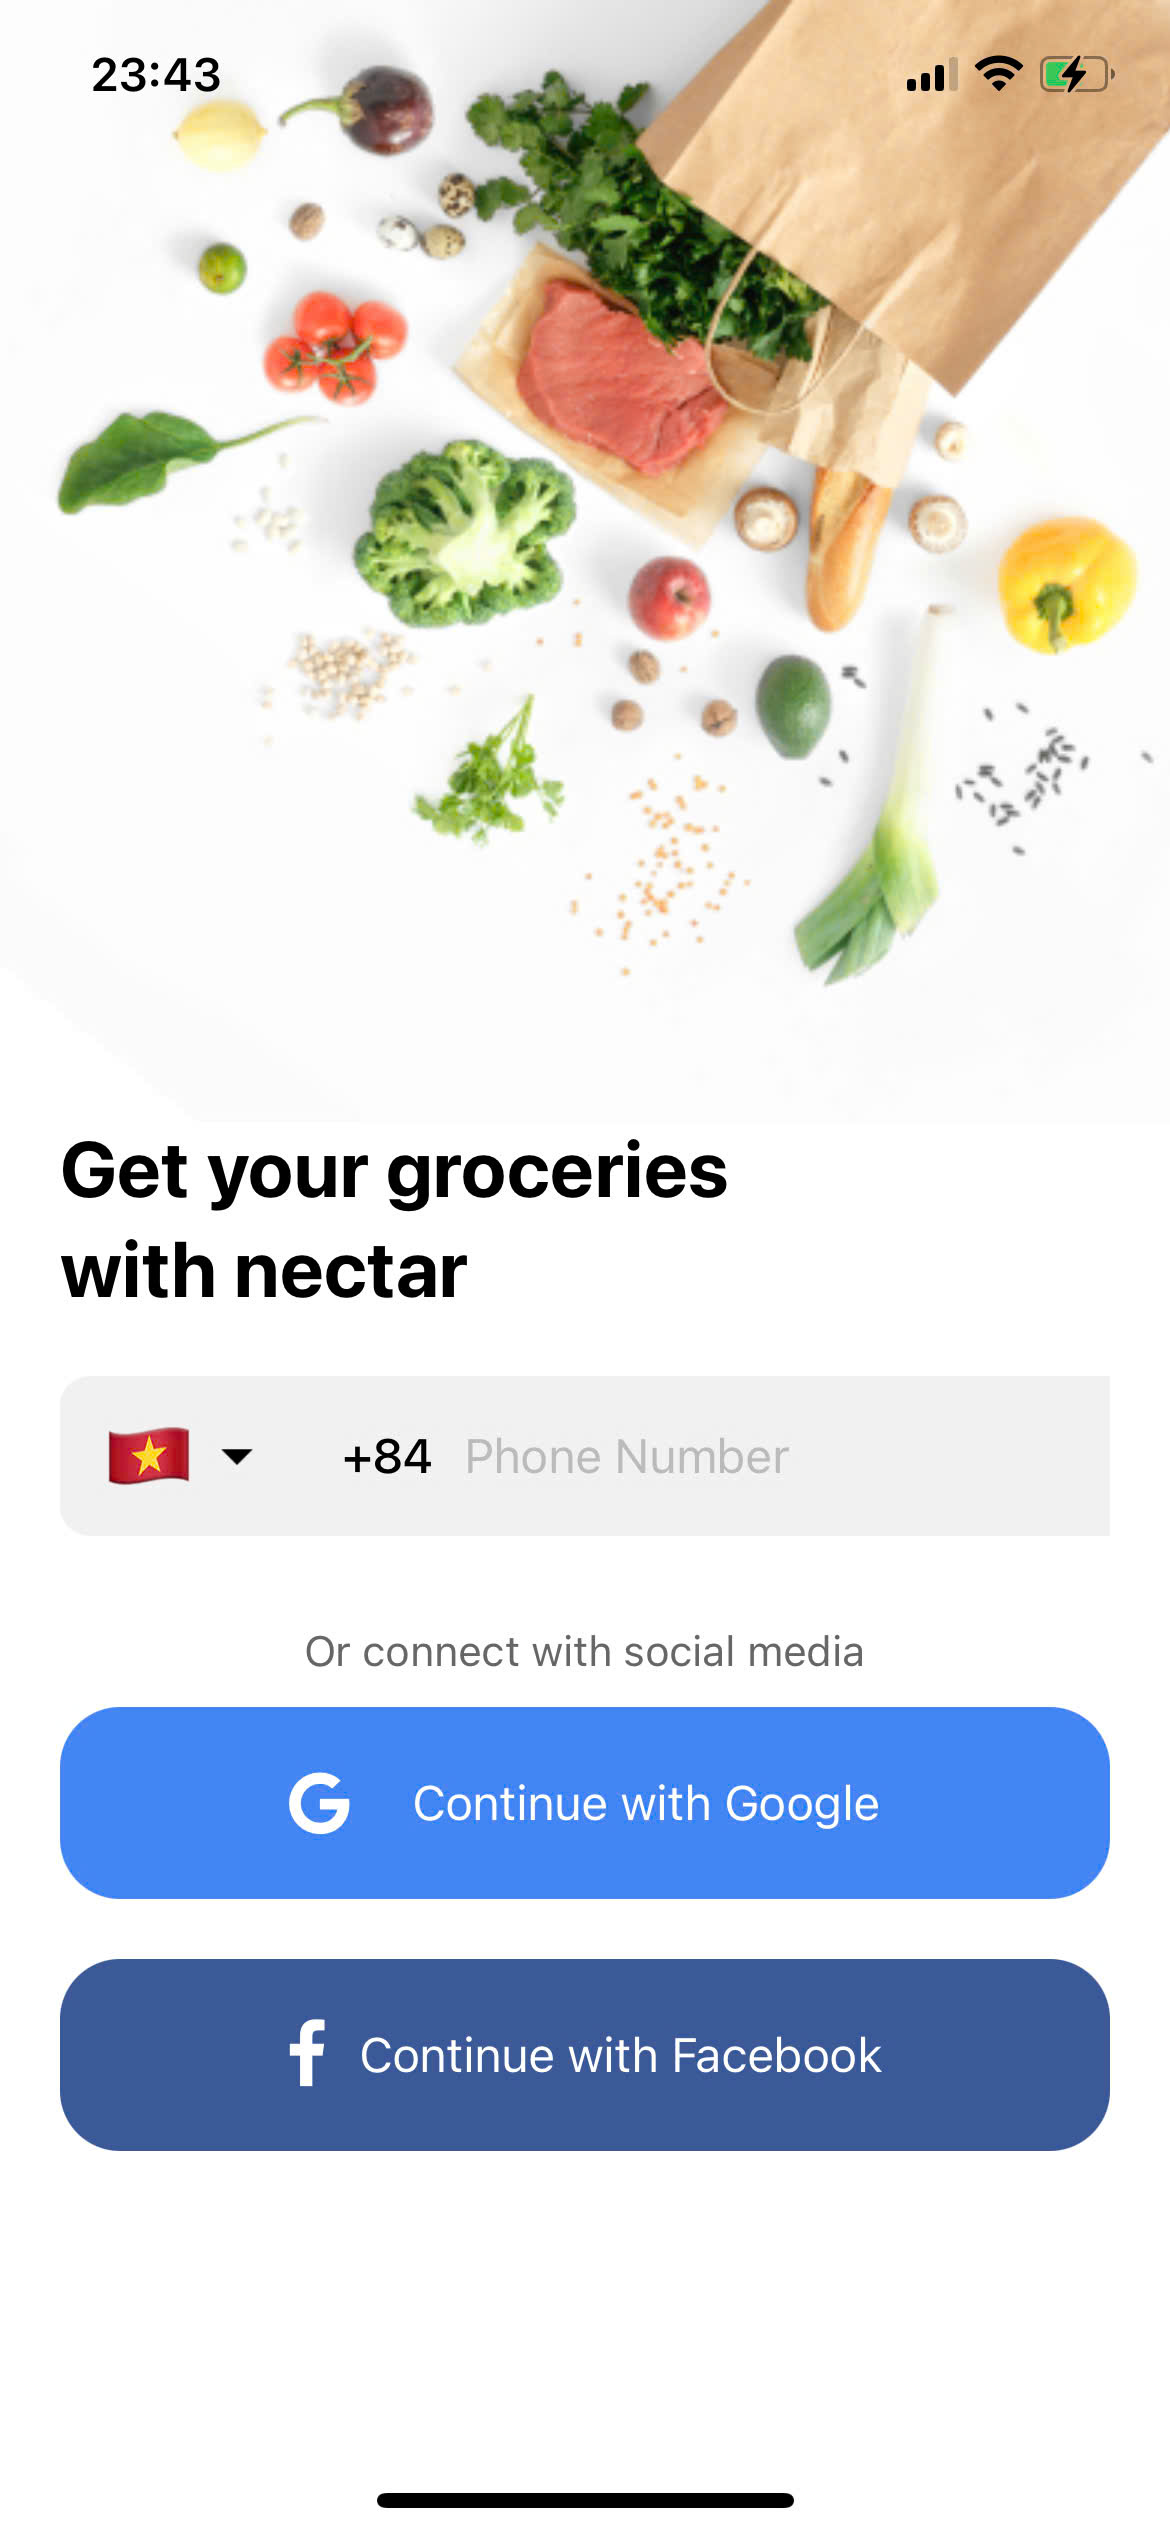 23:43
Get your groceries
with nectar
+84 Phone Number
Or connect with social media
Continue with Google
Continue with Facebook